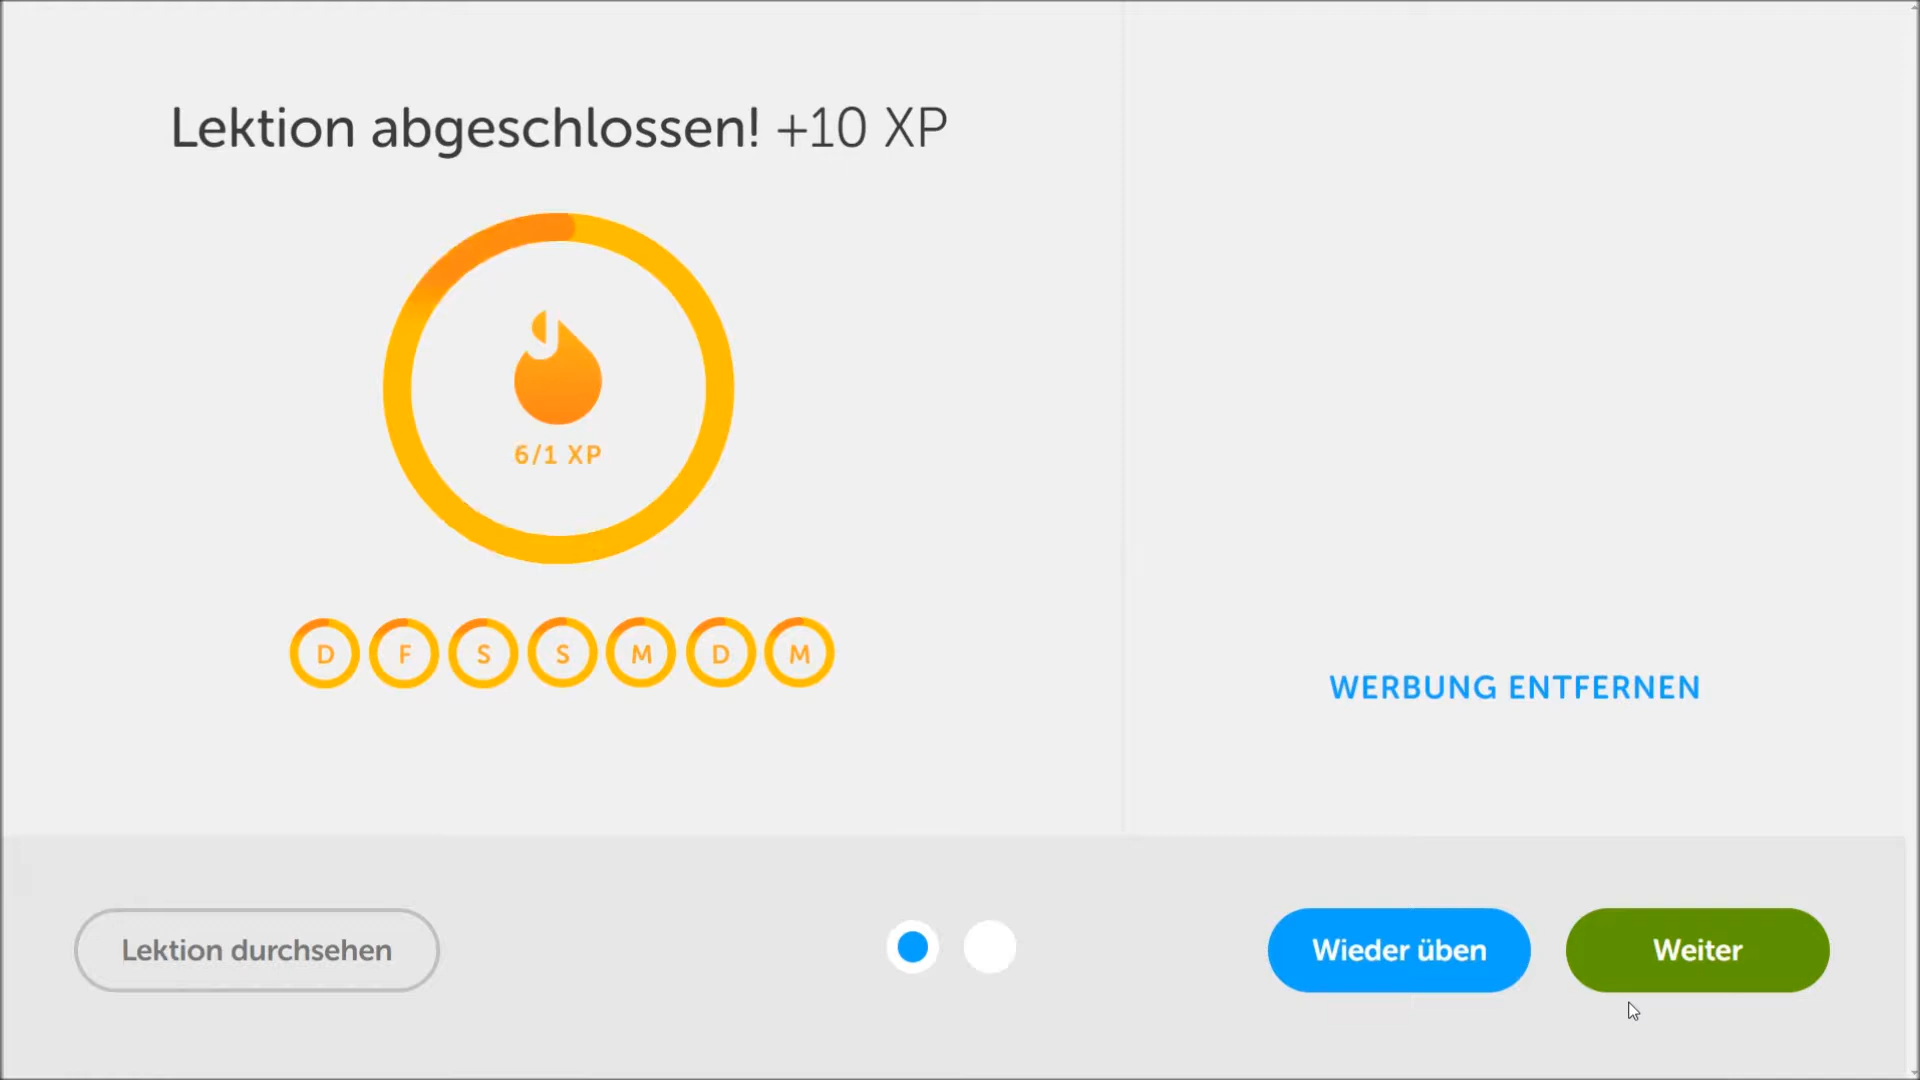 Lektion abgeschlossen! +10 XP
6/1 XP
D F S S M D M
WERBUNG ENTFERNEN
Lektion durchsehen
Wieder üben
Weiter